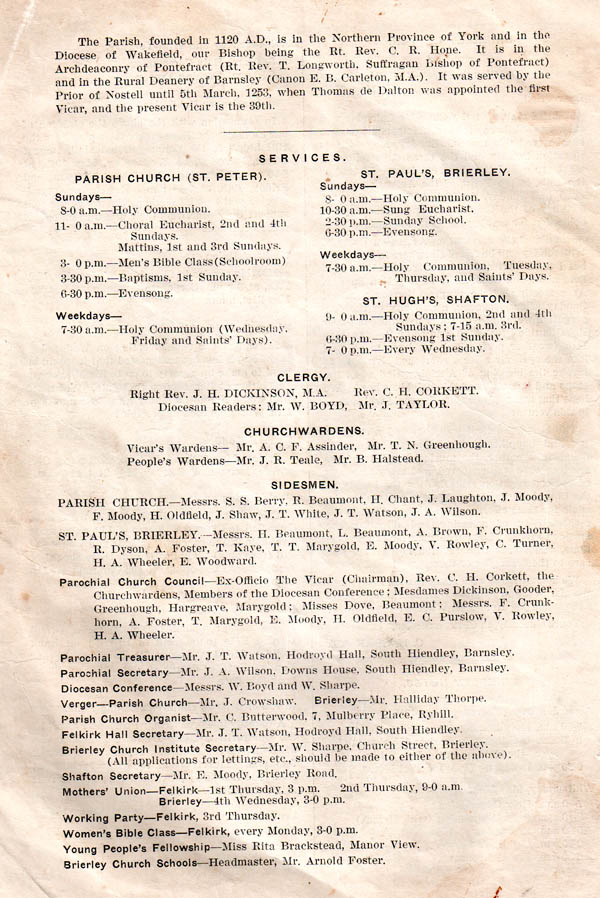 The Parish, founded in 1120 A.D., is in the Northern Province of York and in the
Diocese of Wakefield, our Bishop being the Rt. Rev. C. R. Hone. It is in the
Archdeaconry of Pontefract (Rt. Rev. T. Longworth, Suffragan Bishop of Pontefract)
and in the Rural Deanery of Barnsley (Canon E. B. Carleton, M.A.). It was served by the
Prior of Nostell until 5th March, 1253, when Thomas de Dalton was appointed the first
Vicar, and the present Vicar is the 39th.
SERVICES.
PARISH CHURCH (ST. PETER).
Sundays—
8-0 a.m.—Holy Communion.
11- 0 a.m.—Choral Eucharist, 2nd and 4th
Sundays.
Mattins, 1st and 3rd Sundays.
3- 0 p.m.—Men's Bible Class (Schoolroom)
3-30 p.m.—Baptisms, 1st Sunday.
6-30 p.m.—Evensong.
Weekdays—
7-30 a.m.—Holy Communion (Wednesday,
Friday and Saints' Days).
ST. PAUL'S, BRIERLEY.
Sundays—
8- 0 a.m.—Holy Communion.
10-30 a.m.—Sung Eucharist.
2-30 p.m.—Sunday School.
6-30 p.m.—Evensong.
Weekdays—
7-30 a.m.—Holy Communion, Tuesday,
Thursday, and Saints' Days.
ST. HUGH'S, SHAFTON.
9- 0 a.m.—Holy Communion, 2nd and 4th
Sundays; 7-15 a.m. 3rd.
6-30 p.m.—Evensong 1st Sunday.
7- 0 p.m.—Every Wednesday.
CLERGY.
Right Rev. J. H. DICKINSON, M.A. Rev. C. H. CORKETT.
Diocesan Readers: Mr. W. BOYD, Mr. J. TAYLOR.
CHURCHWARDENS.
Vicar's Wardens— Mr. A. C. F. Assinder, Mr. T. N. Greenhough.
People's Wardens—Mr. J. R. Teale, Mr. B. Halstead.
SIDESMEN.
PARISH CHURCH.—Messrs. S. S. Berry, R. Beaumont, H. Chant, J. Laughton, J. Moody,
F. Moody, H. Oldfield, J. Shaw, J. T. White, J. T. Watson, J. A. Wilson.
ST. PAUL'S, BRIERLEY.—Messrs. H. Beaumont, L. Beaumont, A. Brown, F. Crunkhorn,
R. Dyson, A. Foster, T. Kaye, T. T. Marygold, E. Moody, V. Rowley, C. Turner,
H. A. Wheeler, E. Woodward.
Parochial Church Council—Ex-Officio The Vicar (Chairman), Rev. C. H. Corkett, the
Churchwardens, Members of the Diocesan Conference; Mesdames Dickinson, Gooder,
Greenhough, Hargreave, Marygold; Misses Dove, Beaumont; Messrs. F. Crunk-
horn, A. Foster, T. Marygold, E. Moody, H. Oldfield, E. C. Purslow, V. Rowley,
H. A. Wheeler.
Parochial Treasurer—Mr. J. T. Watson, Hodroyd Hall, South Hiendley, Barnsley.
Parochial Secretary—Mr. J. A. Wilson, Downs House, South Hiendley, Barnsley.
Diocesan Conference—Messrs. W. Boyd and W. Sharpe.
Verger—Parish Church—Mr. J. Crowshaw. Brierley—Mr. Halliday Thorpe.
Parish Church Organist—Mr. C. Butterwood, 7, Mulberry Place, Ryhill.
Felkirk Hall Secretary—Mr. J. T. Watson, Hodroyd Hall, South Hiendley.
Brierley Church Institute Secretary—Mr. W. Sharpe, Church Street, Brierley.
(All applications for lettings, etc., should be made to either of the above).
Shafton Secretary—Mr. E. Moody, Brierley Road.
Mothers' Union—Felkirk—1st Thursday, 3 p.m. 2nd Thursday, 9-0 a.m.
Brierley—4th Wednesday, 3-0 p.m.
Working Party—Felkirk, 3rd Thursday.
Women's Bible Class—Felkirk, every Monday, 3-0 p.m.
Young People's Fellowship—Miss Rita Brackstead, Manor View.
Brierley Church Schools—Headmaster, Mr. Arnold Foster.